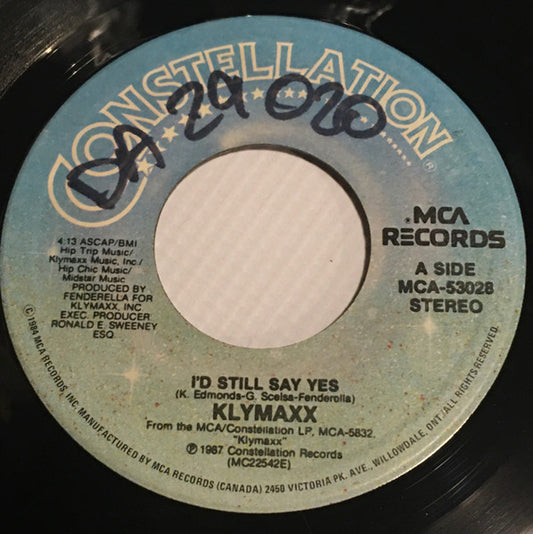 CONSTELLATION®
DA 29 020
*MCA
RECORDS
A SIDE
MCA-53028
STEREO
4:13 ASCAP/BMI
Hip Trip Music/
Klymaxx Music, Inc./
Hip Chic Music/
Midstar Music
PRODUCED BY
FENDERELLA FOR
KLYMAXX, INC
EXEC. PRODUCER
RONALD E. SWEENEY
ESQ.
I'D STILL SAY YES
(K. Edmonds-G. Scelsa-Fenderella)
KLYMAXX
From the MCA/Constellation LP, MCA-5832,
"Klymaxx"
℗ 1987 Constellation Records
(MC22542E)
© 1984 MCA RECORDS, INC. MANUFACTURED BY MCA RECORDS (CANADA) 2450 VICTORIA PK. AVE., WILLOWDALE, ONT./ALL RIGHTS RESERVED.